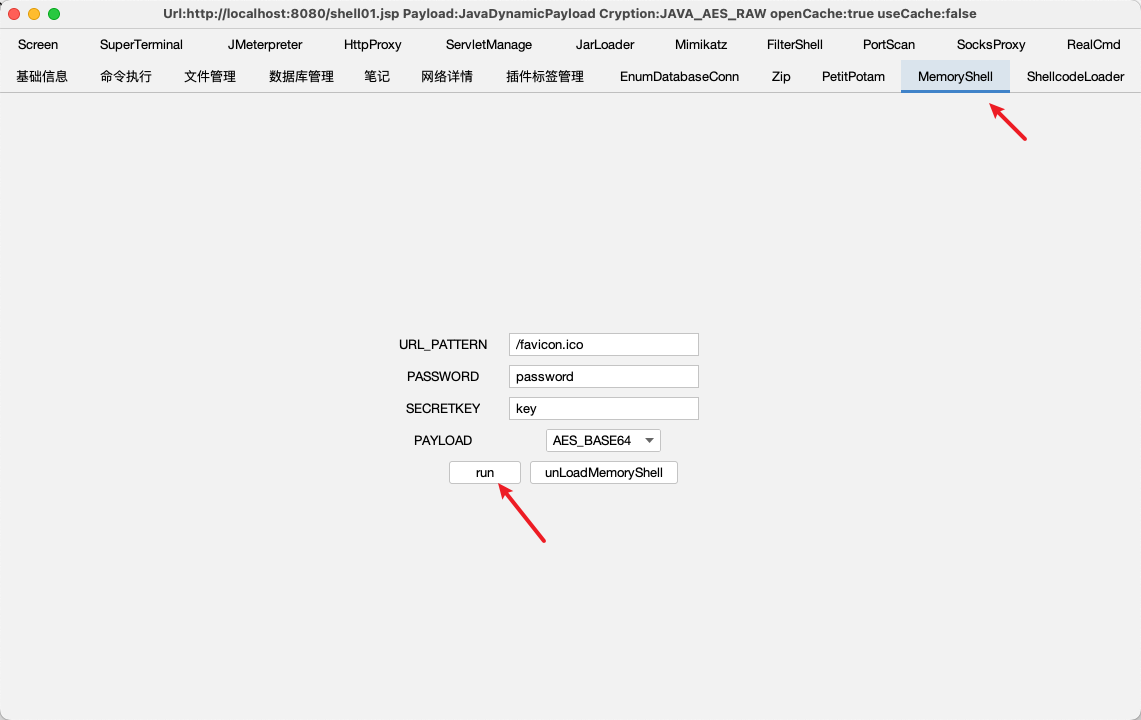 Url:http://localhost:8080/shell01.jsp Payload:JavaDynamicPayload Cryption:JAVA_AES_RAW openCache:true useCache:false
Screen SuperTerminal JMeterpreter HttpProxy ServletManage JarLoader Mimikatz FilterShell PortScan SocksProxy RealCmd
基础信息 命令执行 文件管理 数据库管理 笔记 网络详情 插件标签管理 EnumDatabaseConn Zip PetitPotam MemoryShell ShellcodeLoader
URL_PATTERN /favicon.ico
PASSWORD password
SECRETKEY key
PAYLOAD AES_BASE64
run unLoadMemoryShell